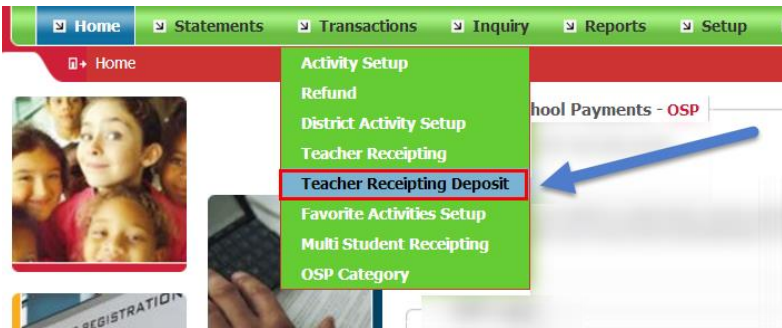 Home Statements Transactions Inquiry Reports Setup
Home
Activity Setup
Refund
District Activity Setup
Teacher Receipting
Teacher Receipting Deposit
Favorite Activities Setup
Multi Student Receipting
OSP Category
hool Payments - OSP
REGISTRATION